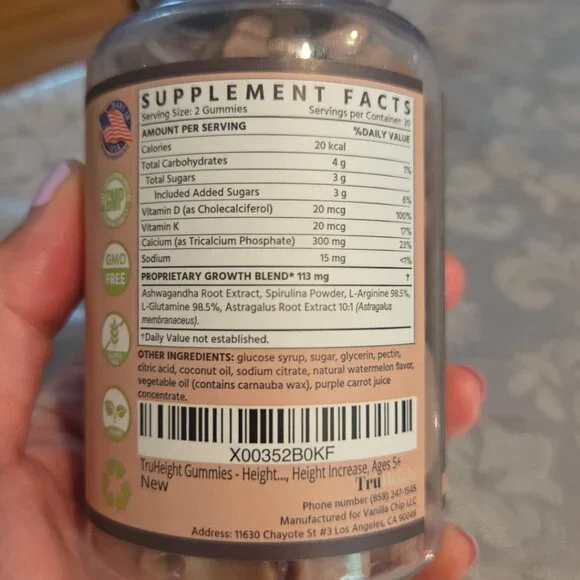 SUPPLEMENT FACTS
Serving Size: 2 Gummies Servings per Container: 30
AMOUNT PER SERVING %DAILY VALUE
Calories 20 kcal
Total Carbohydrates 4 g 1%
Total Sugars 3 g
Included Added Sugars 3 g 6%
Vitamin D (as Cholecalciferol) 20 mcg 100%
Vitamin K 20 mcg 17%
Calcium (as Tricalcium Phosphate) 300 mg 23%
Sodium 15 mg <1%
PROPRIETARY GROWTH BLEND* 113 mg †
Ashwagandha Root Extract, Spirulina Powder, L-Arginine 98.5%,
L-Glutamine 98.5%, Astragalus Root Extract 10:1 (Astragalus
membranaceus).
†Daily Value not established.
OTHER INGREDIENTS: glucose syrup, sugar, glycerin, pectin,
citric acid, coconut oil, sodium citrate, natural watermelon flavor,
vegetable oil (contains carnauba wax), purple carrot juice
concentrate.
X00352B0KF
TruHeight Gummies - Height..., Height Increase, Ages 5+
New
Tru
Phone number (858) 247-1545
Manufactured for Vanilla Chip LLC
Address: 11630 Chayote St #3 Los Angeles, CA 90049
GMP
GMO
FREE